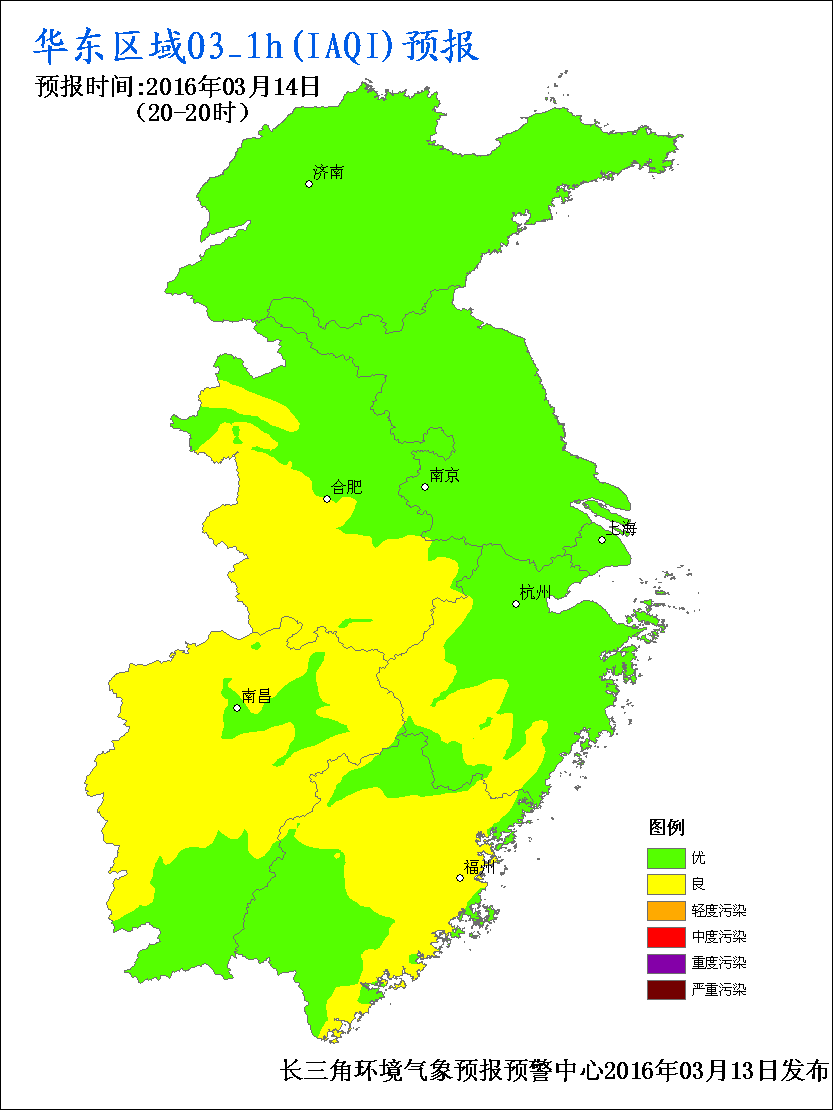 华东区域O3_1h(IAQI)预报
预报时间:2016年03月14日
（20-20时）
济南
南京
合肥
上海
杭州
南昌
福州
图例
优
良
轻度污染
中度污染
重度污染
严重污染
长三角环境气象预报预警中心2016年03月13日发布